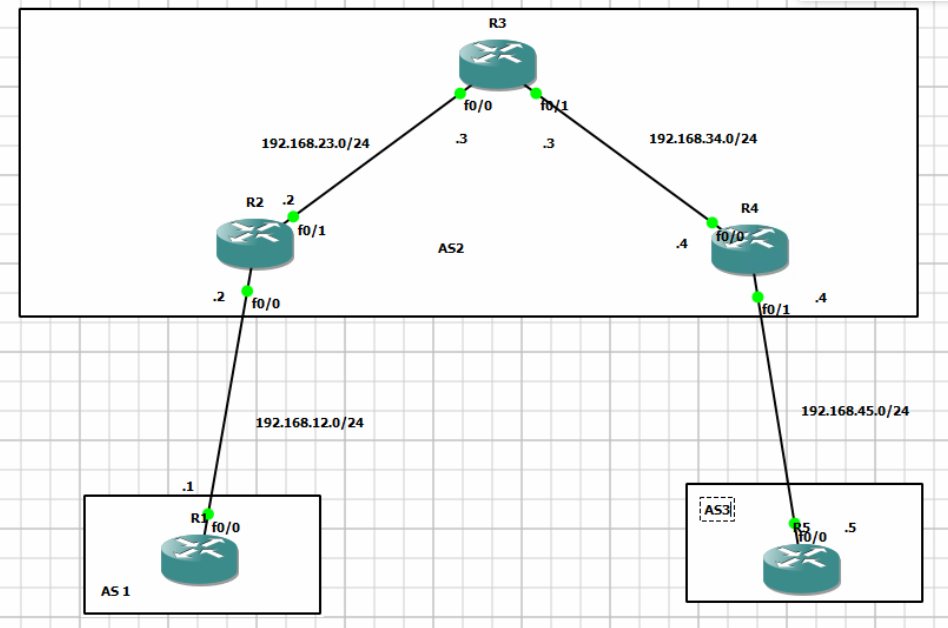 R3
f0/0
f0/1
.3
.3
192.168.23.0/24
192.168.34.0/24
R2
.2
f0/1
R4
f0/0
.4
AS2
.2
f0/0
.4
f0/1
192.168.12.0/24
192.168.45.0/24
.1
R1
f0/0
AS 1
AS3
R5
f0/0
.5